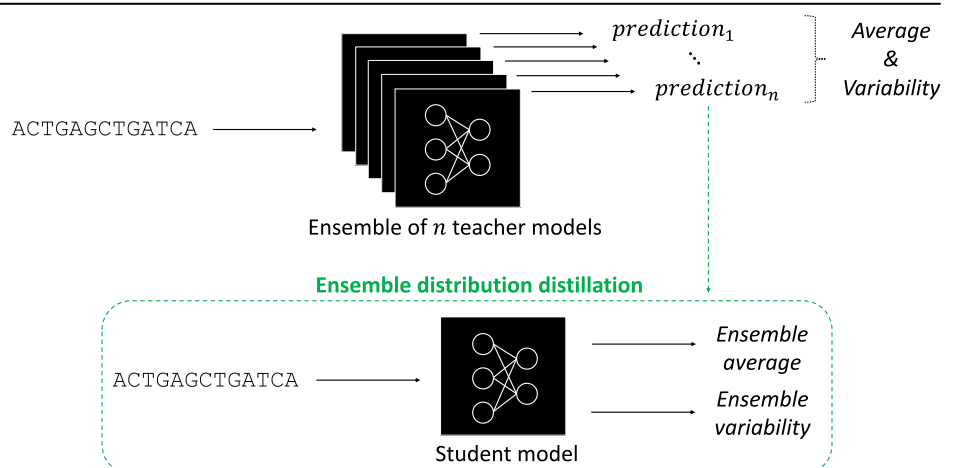 prediction₁
⋱
predictionₙ
Average
&
Variability
ACTGAGCTGATCA
Ensemble of n teacher models
Ensemble distribution distillation
ACTGAGCTGATCA
Student model
Ensemble
average
Ensemble
variability